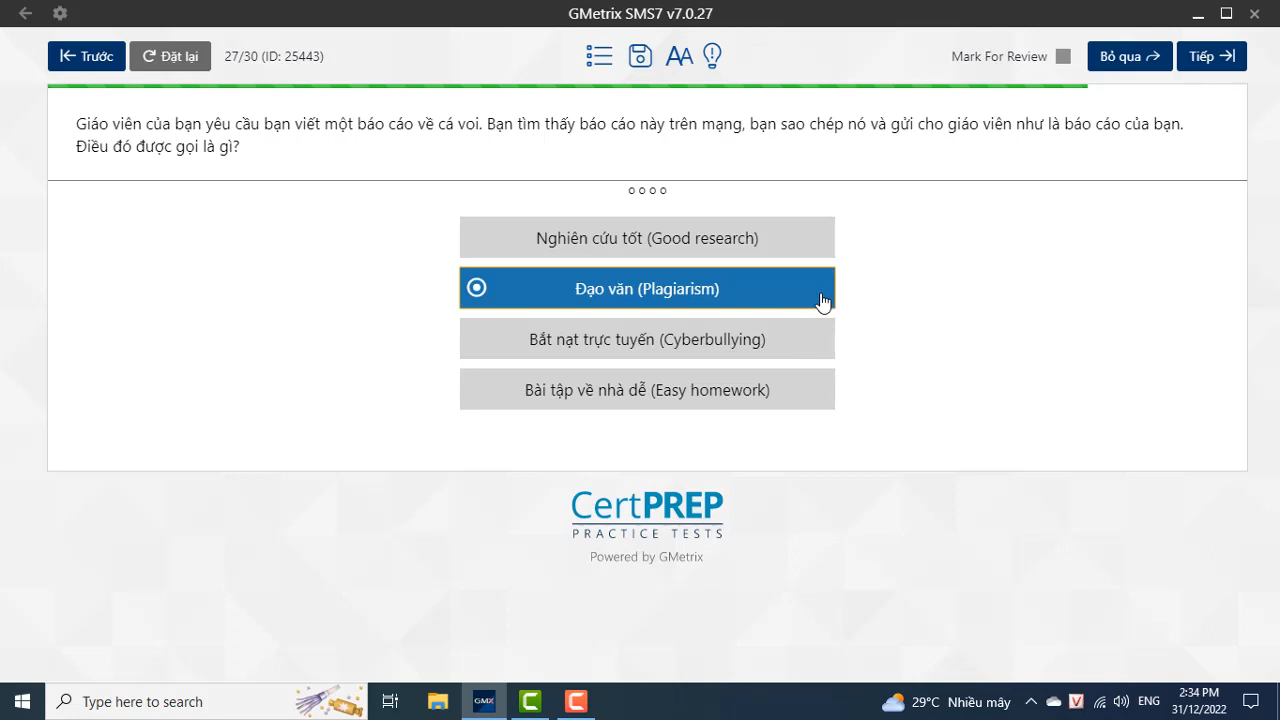 GMetrix SMS7 v7.0.27
Trước
Đặt lại
27/30 (ID: 25443)
AA
Mark For Review
Bỏ qua
Tiếp
Giáo viên của bạn yêu cầu bạn viết một báo cáo về cá voi. Bạn tìm thấy báo cáo này trên mạng, bạn sao chép nó và gửi cho giáo viên như là báo cáo của bạn.
Điều đó được gọi là gì?
Nghiên cứu tốt (Good research)
Đạo văn (Plagiarism)
Bắt nạt trực tuyến (Cyberbullying)
Bài tập về nhà dễ (Easy homework)
CertPREP
PRACTICE TESTS
Powered by GMetrix
Type here to search
GMX
C
C
29°C Nhiều mây
V
ENG
2:34 PM
31/12/2022